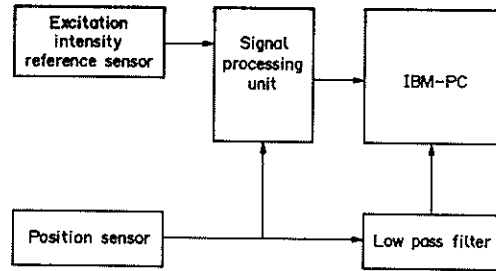 Excitation
intensity
reference sensor
Signal
processing
unit
IBM-PC
Position sensor
Low pass filter